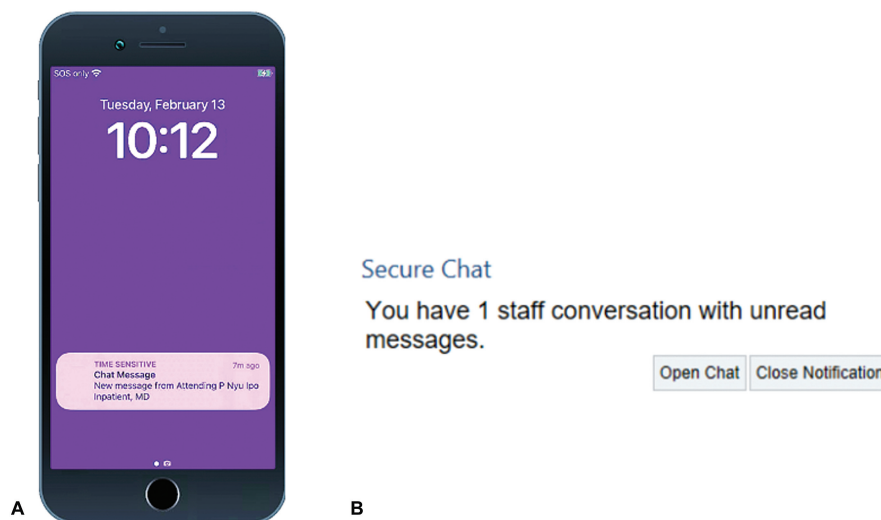 SOS only
Tuesday, February 13
10:12
TIME SENSITIVE 7m ago
Chat Message
New message from Attending P Nyu Ipo
Inpatient, MD
A
Secure Chat
You have 1 staff conversation with unread
messages.
Open Chat Close Notification
B